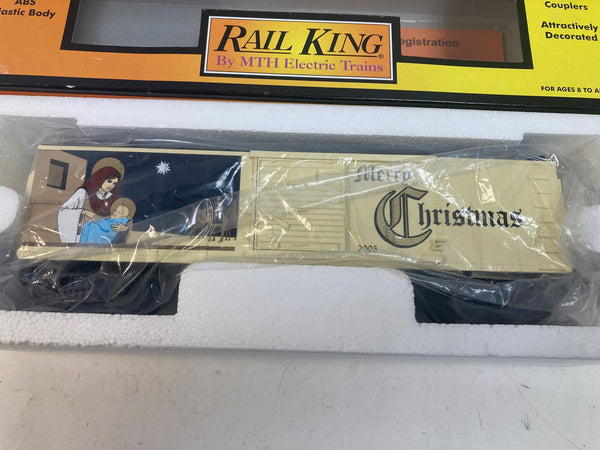 ABS
lastic Body
RAIL KING
By MTH Electric Trains
Registration
Couplers
Attractively
Decorated
FOR AGES 8 TO A
Merry
Christmas
2005